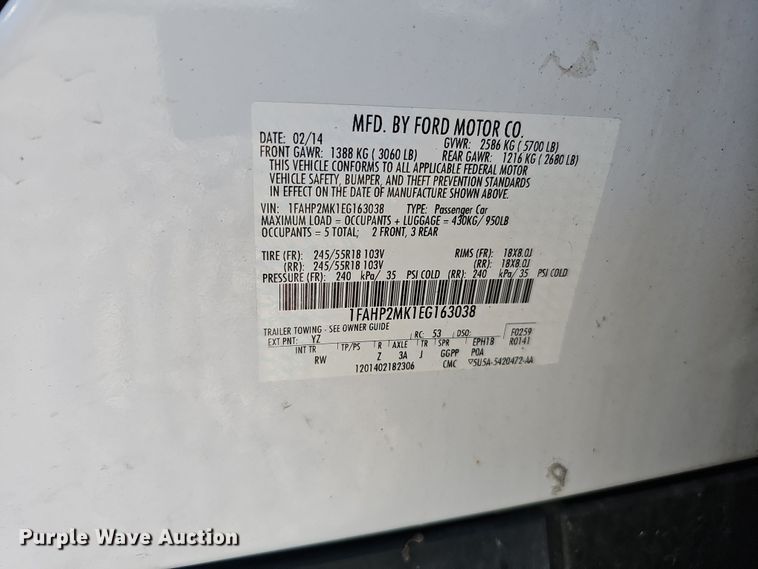 MFD. BY FORD MOTOR CO.
DATE: 02/14 GVWR: 2586 KG ( 5700 LB)
FRONT GAWR: 1388 KG ( 3060 LB) REAR GAWR: 1216 KG ( 2680 LB)
THIS VEHICLE CONFORMS TO ALL APPLICABLE FEDERAL MOTOR
VEHICLE SAFETY, BUMPER, AND THEFT PREVENTION STANDARDS
IN EFFECT ON THE DATE OF MANUFACTURE SHOWN ABOVE.
VIN: 1FAHP2MK1EG163038 TYPE: Passenger Car
MAXIMUM LOAD = OCCUPANTS + LUGGAGE = 430KG/ 950LB
OCCUPANTS = 5 TOTAL; 2 FRONT, 3 REAR
TIRE (FR): 245/55R18 103V RIMS (FR): 18X8.0J
(RR): 245/55R18 103V (RR): 18X8.0J
PRESSURE (FR): 240 kPa/ 35 PSI COLD (RR): 240 kPa/ 35 PSI COLD
1FAHP2MK1EG163038
TRAILER TOWING - SEE OWNER GUIDE
EXT PNT: YZ RC: 53 DSO: F0259
INT TR TP/PS R AXLE TR SPR EPH1B R0141
RW Z 3A J GGPP POA
1201402182306 CMC 5U5A-5420472-AA
Purple Wave Auction